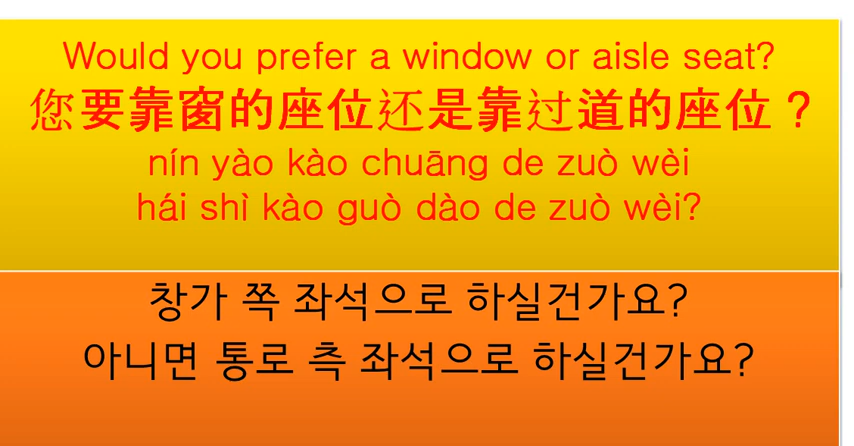 Would you prefer a window or aisle seat?
您要靠窗的座位还是靠过道的座位？
nín yào kào chuāng de zuò wèi
hái shì kào guò dào de zuò wèi?
창가 쪽 좌석으로 하실건가요?
아니면 통로 측 좌석으로 하실건가요?